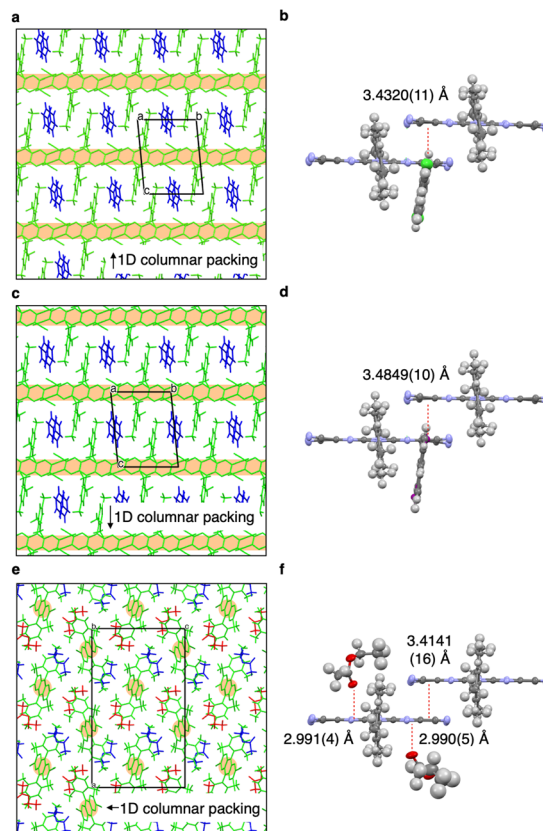 a
b
3.4320(11) Å
a
b
c
1D columnar packing
c
d
3.4849(10) Å
a
b
c
1D columnar packing
e
f
3.4141
(16) Å
2.991(4) Å
2.990(5) Å
c
a
1D columnar packing